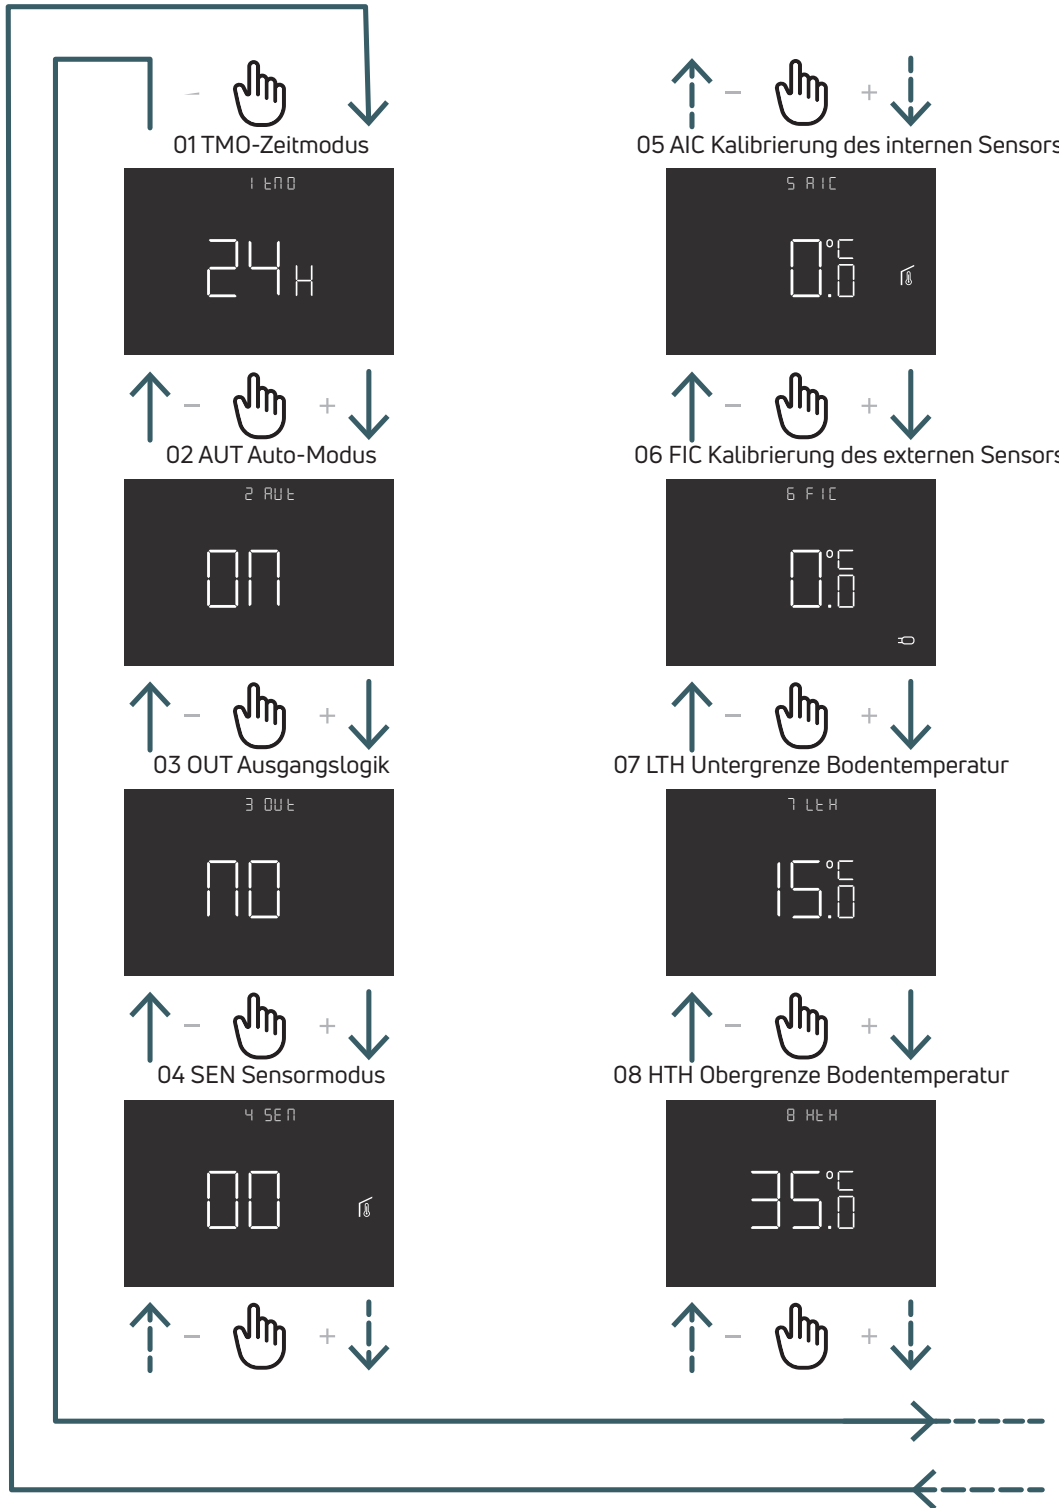 -
01 TMO-Zeitmodus
1 tMO
24H
- +
02 AUT Auto-Modus
2 AUt
ON
- +
03 OUT Ausgangslogik
3 OUt
NO
- +
04 SEN Sensormodus
4 SEN
00
- +
- +
05 AIC Kalibrierung des internen Sensors
5 AIC
0.0 °C
- +
06 FIC Kalibrierung des externen Sensors
6 FIC
0.0 °C
- +
07 LTH Untergrenze Bodentemperatur
7 LtH
15.0 °C
- +
08 HTH Obergrenze Bodentemperatur
8 HtH
35.0 °C
- +